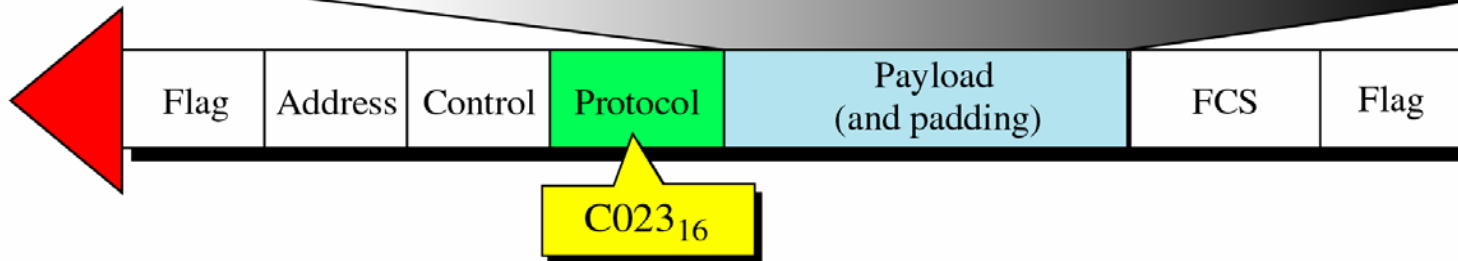 Flag Address Control Protocol Payload (and padding) FCS Flag
C023₁₆